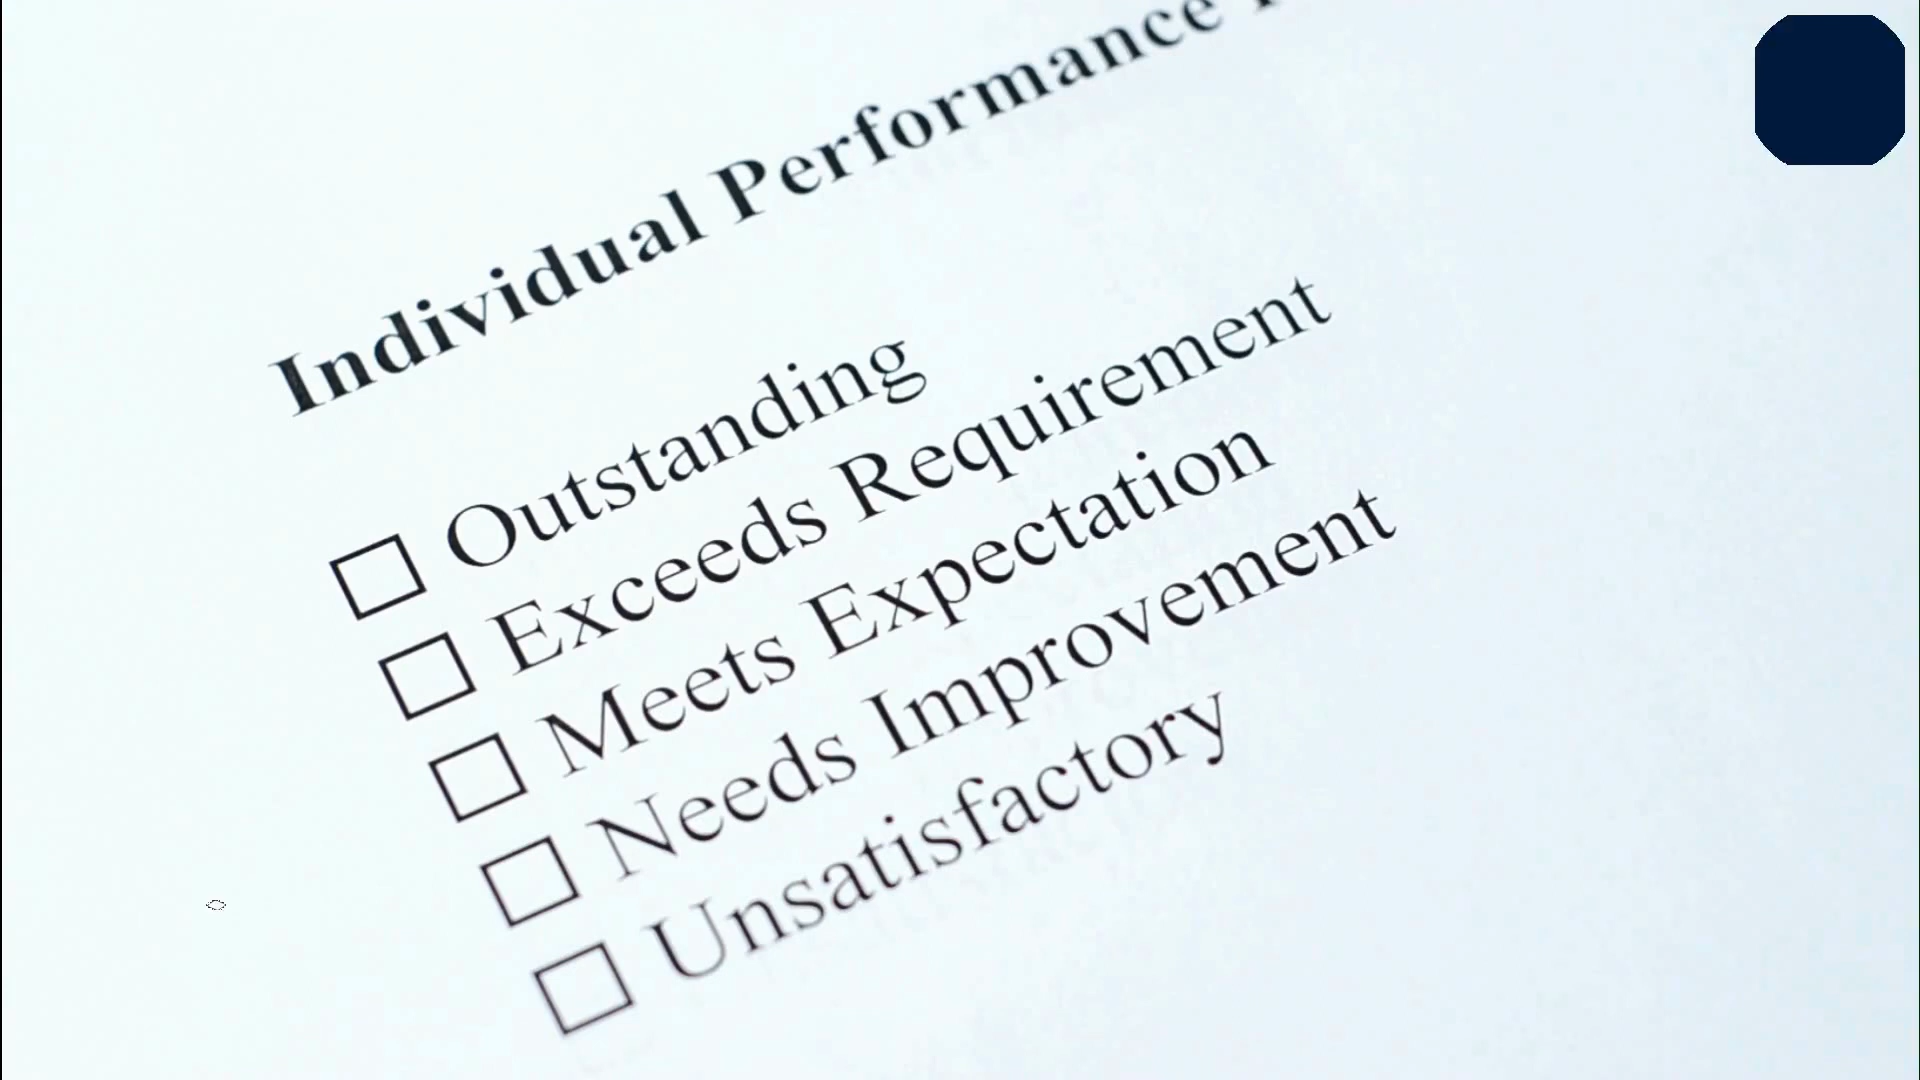 Individual Performance
Outstanding
Exceeds Requirement
Meets Expectation
Needs Improvement
Unsatisfactory